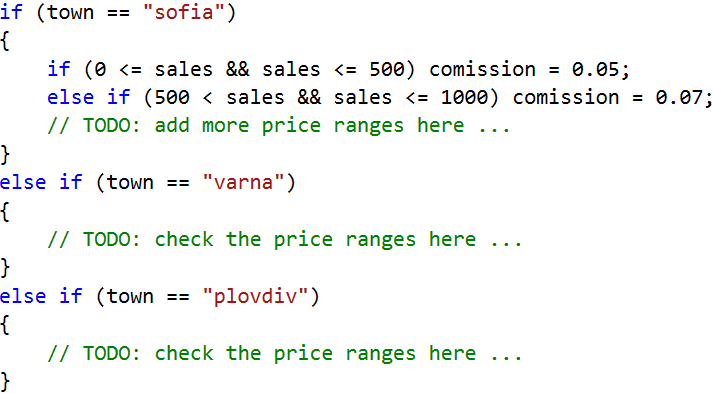 if (town == "sofia")
{
    if (0 <= sales && sales <= 500) comission = 0.05;
    else if (500 < sales && sales <= 1000) comission = 0.07;
    // TODO: add more price ranges here ...
}
else if (town == "varna")
{
    // TODO: check the price ranges here ...
}
else if (town == "plovdiv")
{
    // TODO: check the price ranges here ...
}